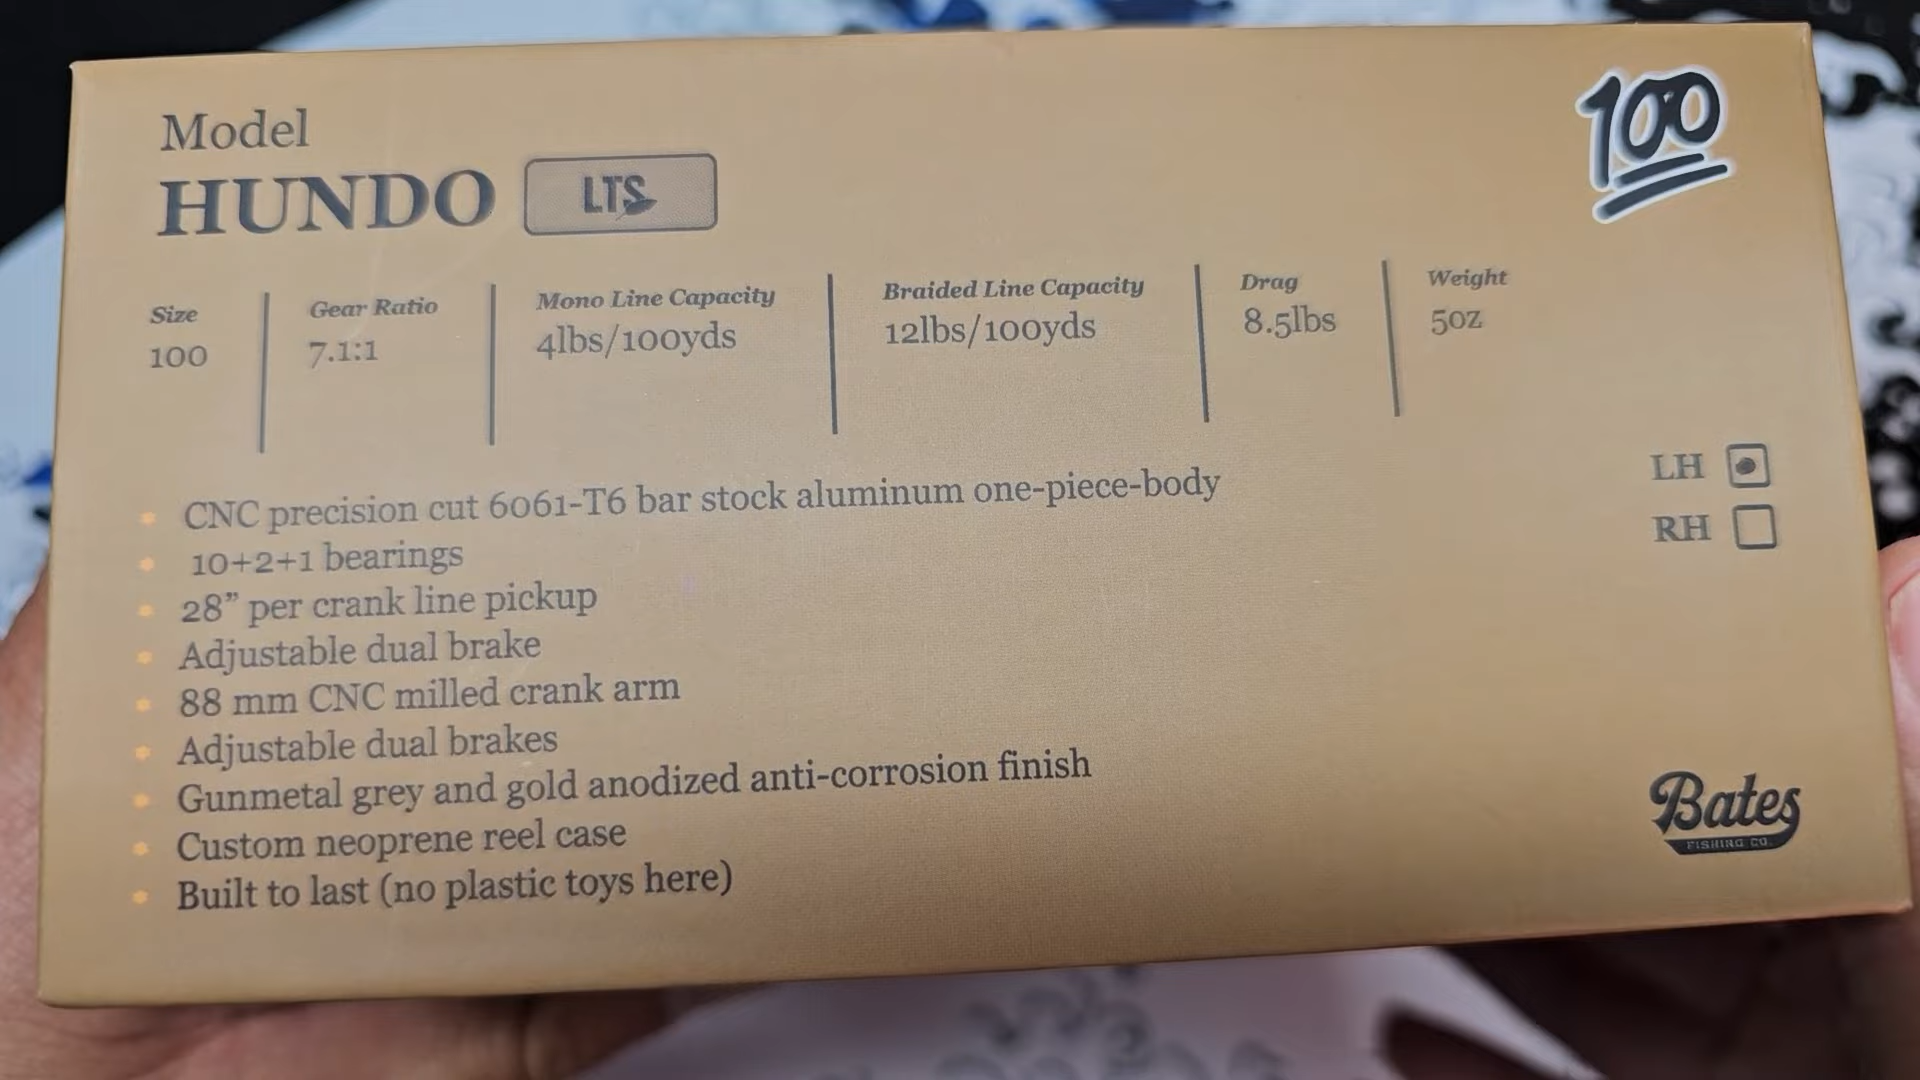 Model
HUNDO LTS
100
Size
100
Gear Ratio
7.1:1
Mono Line Capacity
4lbs/100yds
Braided Line Capacity
12lbs/100yds
Drag
8.5lbs
Weight
5oz
LH
RH
CNC precision cut 6061-T6 bar stock aluminum one-piece-body
10+2+1 bearings
28” per crank line pickup
Adjustable dual brake
88 mm CNC milled crank arm
Adjustable dual brakes
Gunmetal grey and gold anodized anti-corrosion finish
Custom neoprene reel case
Built to last (no plastic toys here)
Bates
FISHING CO.